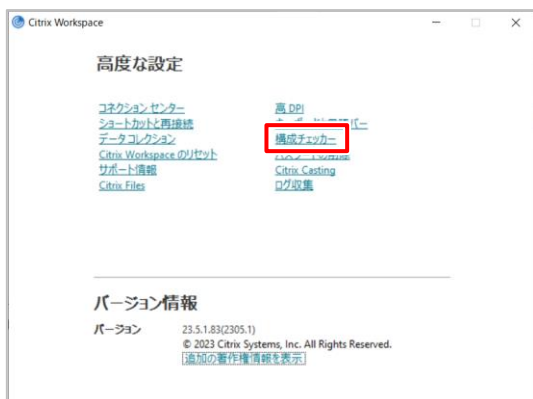 Citrix Workspace
高度な設定
コネクション センター
ショートカットと再接続
データ コレクション
Citrix Workspace のリセット
サポート情報
Citrix Files
高 DPI
構成チェッカー
Citrix Casting
ログ収集
バージョン情報
バージョン 23.5.1.83(2305.1)
© 2023 Citrix Systems, Inc. All Rights Reserved.
追加の著作権情報を表示